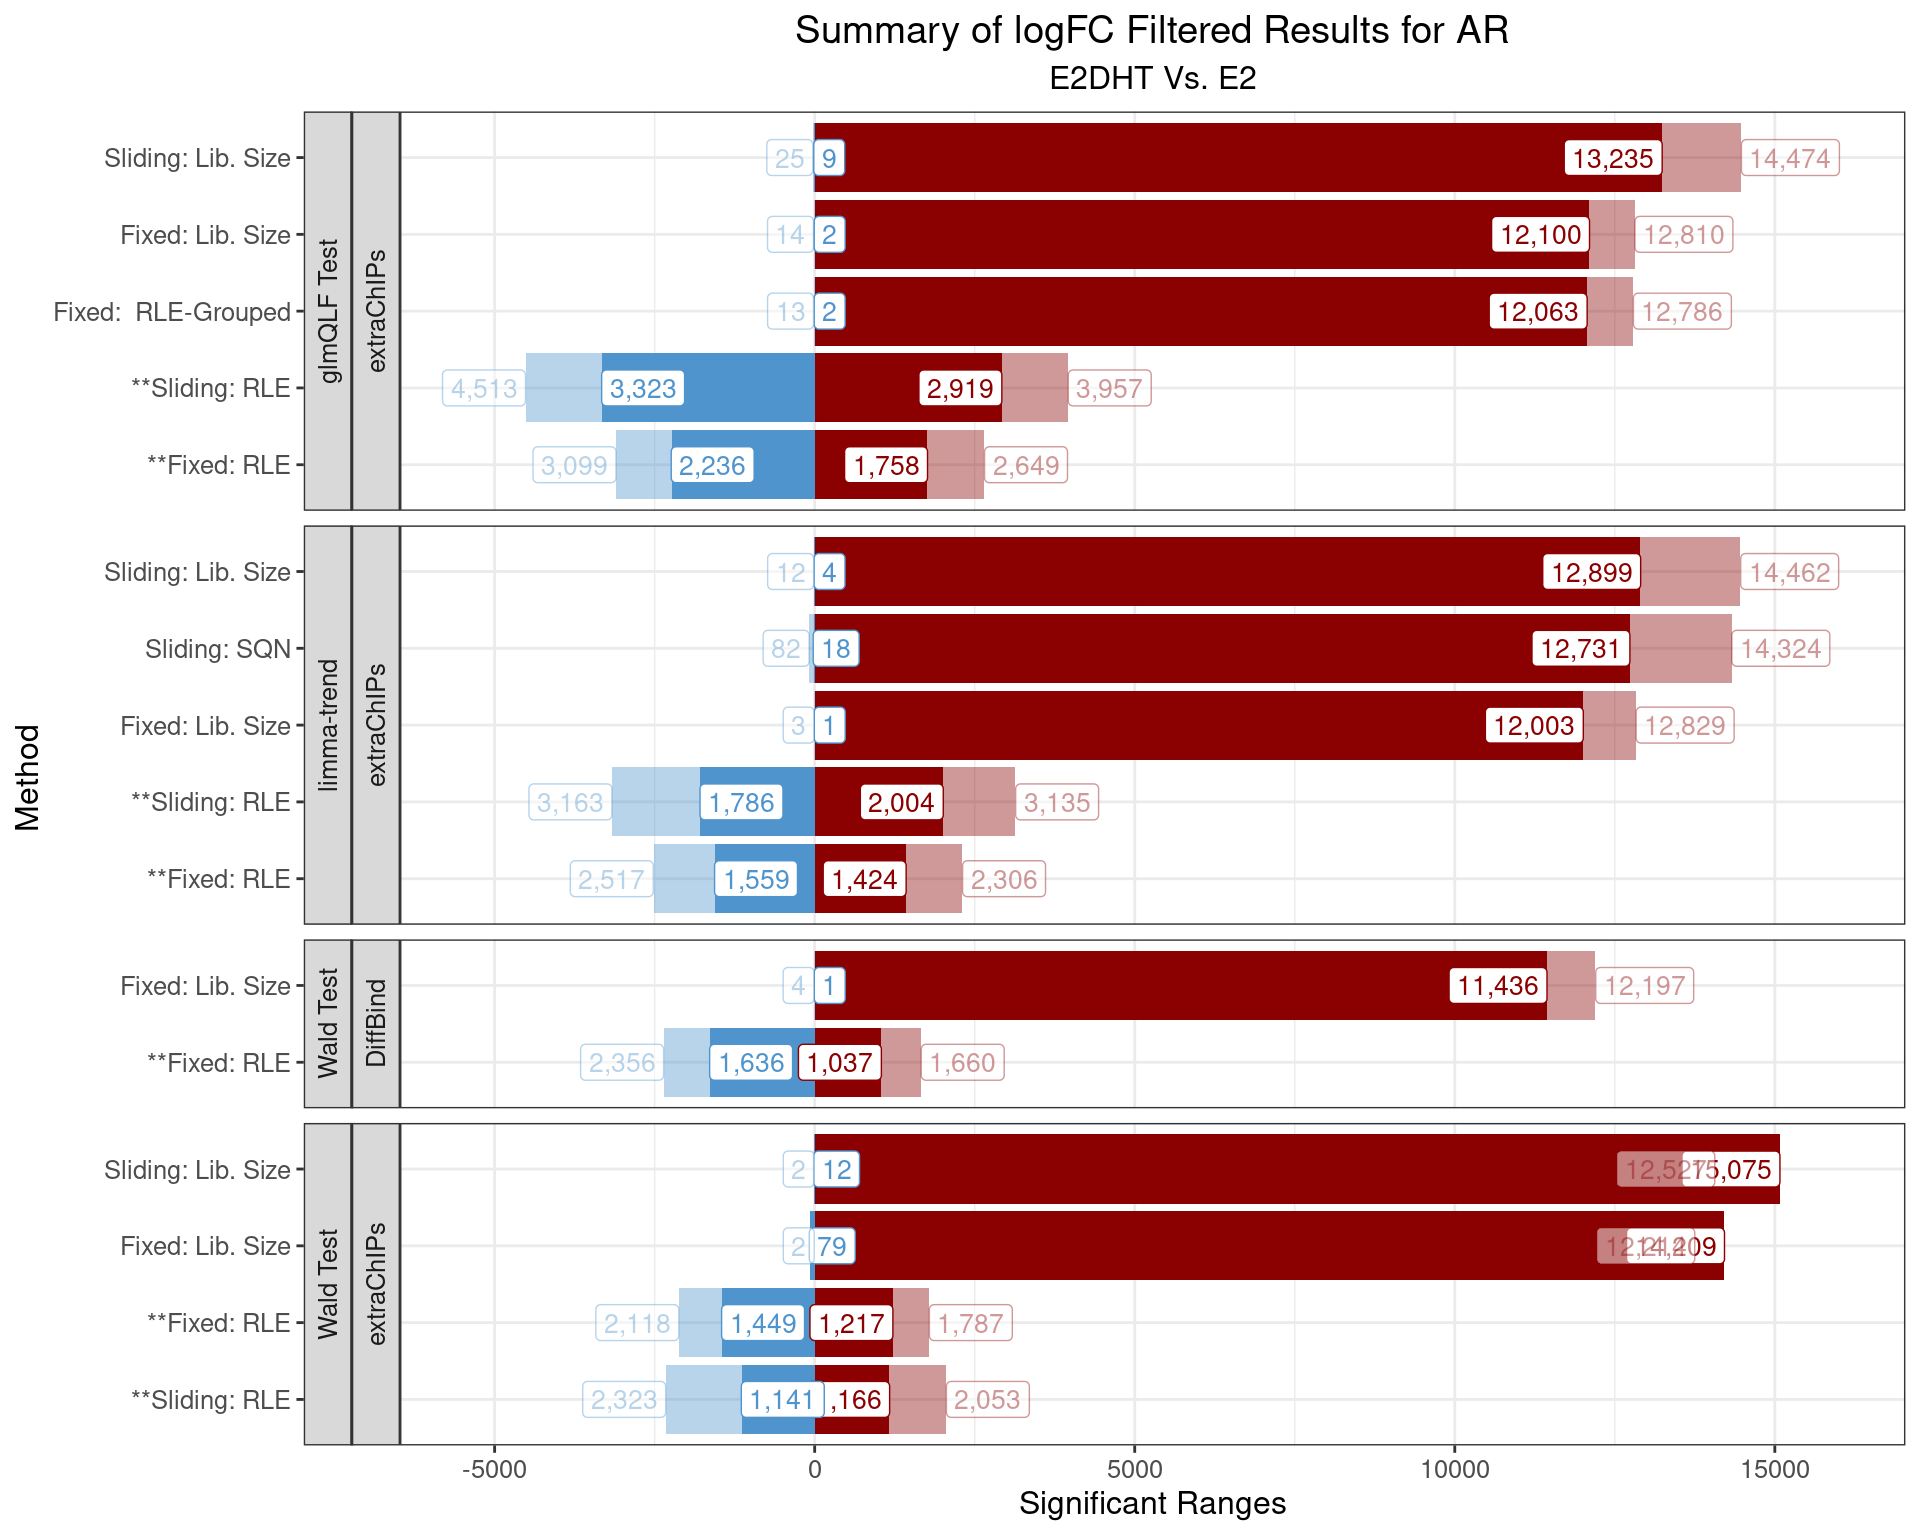 Summary of logFC Filtered Results for AR
E2DHT Vs. E2
Method
glmQLF Test
extraChIPs
Sliding: Lib. Size 25 9 13,235 14,474
Fixed: Lib. Size 14 2 12,100 12,810
Fixed:  RLE-Grouped 13 2 12,063 12,786
**Sliding: RLE 4,513 3,323 2,919 3,957
**Fixed: RLE 3,099 2,236 1,758 2,649
limma-trend
extraChIPs
Sliding: Lib. Size 12 4 12,899 14,462
Sliding: SQN 82 18 12,731 14,324
Fixed: Lib. Size 3 1 12,003 12,829
**Sliding: RLE 3,163 1,786 2,004 3,135
**Fixed: RLE 2,517 1,559 1,424 2,306
Wald Test
DiffBind
Fixed: Lib. Size 4 1 11,436 12,197
**Fixed: RLE 2,356 1,636 1,037 1,660
Wald Test
extraChIPs
Sliding: Lib. Size 2 12 12,527 15,075
Fixed: Lib. Size 2 79 14,209
**Fixed: RLE 2,118 1,449 1,217 1,787
**Sliding: RLE 2,323 1,141 ,166 2,053
-5000 0 5000 10000 15000
Significant Ranges